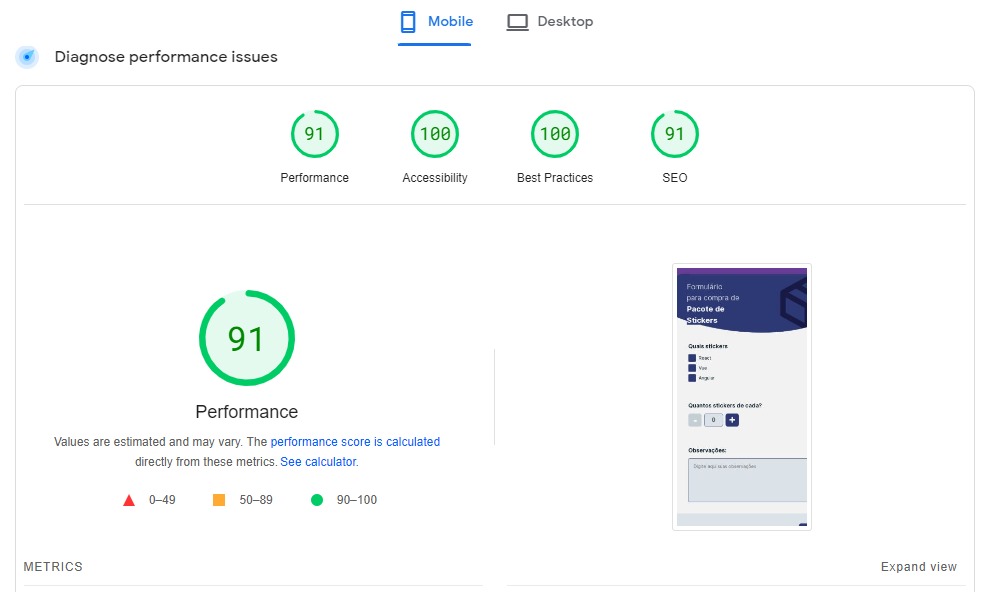 Mobile
Desktop
Diagnose performance issues
91
100
100
91
Performance
Accessibility
Best Practices
SEO
91
Performance
Values are estimated and may vary. The performance score is calculated
directly from these metrics. See calculator.
0–49
50–89
90–100
Formulário
para compra de
Pacote de
Stickers
Quais stickers
React
Vue
Angular
Quantos stickers de cada?
-
0
+
Observações:
Digite aqui suas observações
METRICS
Expand view